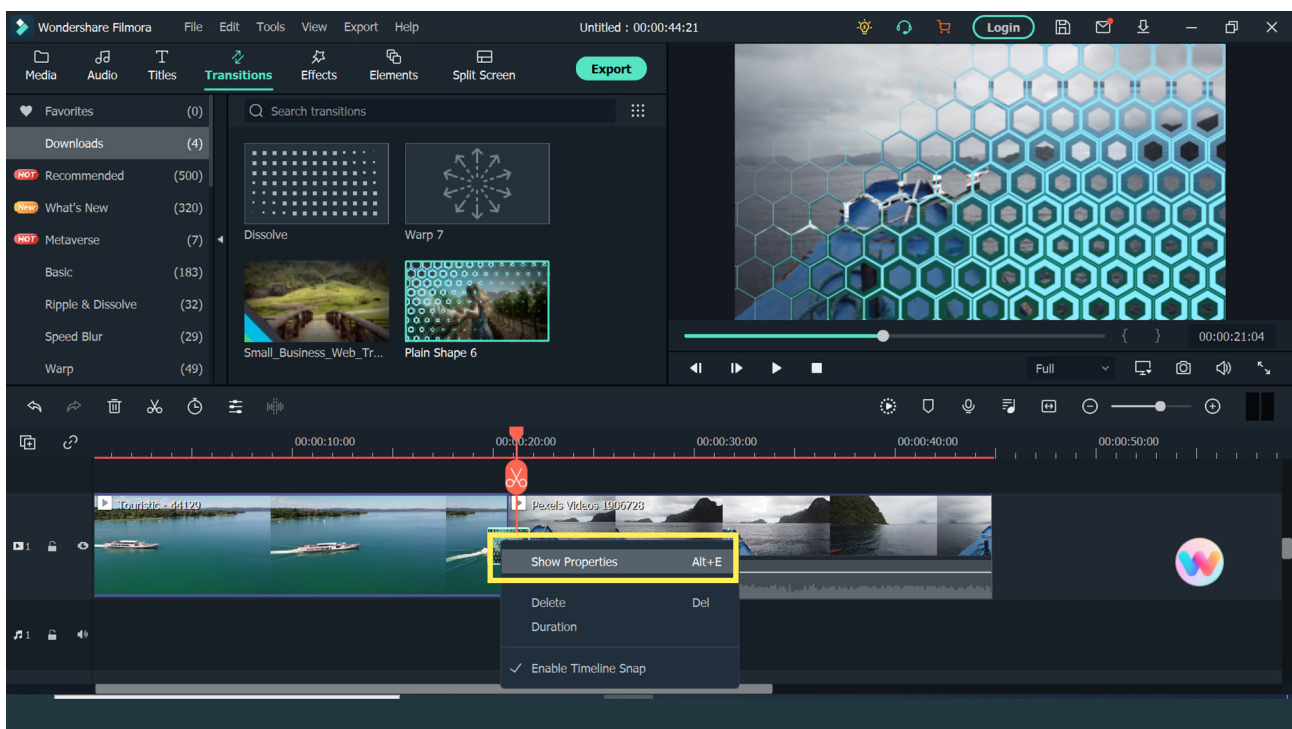 Wondershare Filmora File Edit Tools View Export Help Untitled : 00:00:44:21 Login
Media Audio Titles Transitions Effects Elements Split Screen Export
Favorites (0) Search transitions
Downloads (4)
HOT Recommended (500)
New What's New (320)
HOT Metaverse (7)
Dissolve Warp 7
Basic (183)
Ripple & Dissolve (32)
Speed Blur (29)
Small_Business_Web_Tr... Plain Shape 6
Warp (49)
{ } 00:00:21:04
Full
00:00:10:00 00:00:20:00 00:00:30:00 00:00:40:00 00:00:50:00
Touristic - 44129 Pexels Videos 1906723
1
Show Properties Alt+E
Delete Del
Duration
1
Enable Timeline Snap